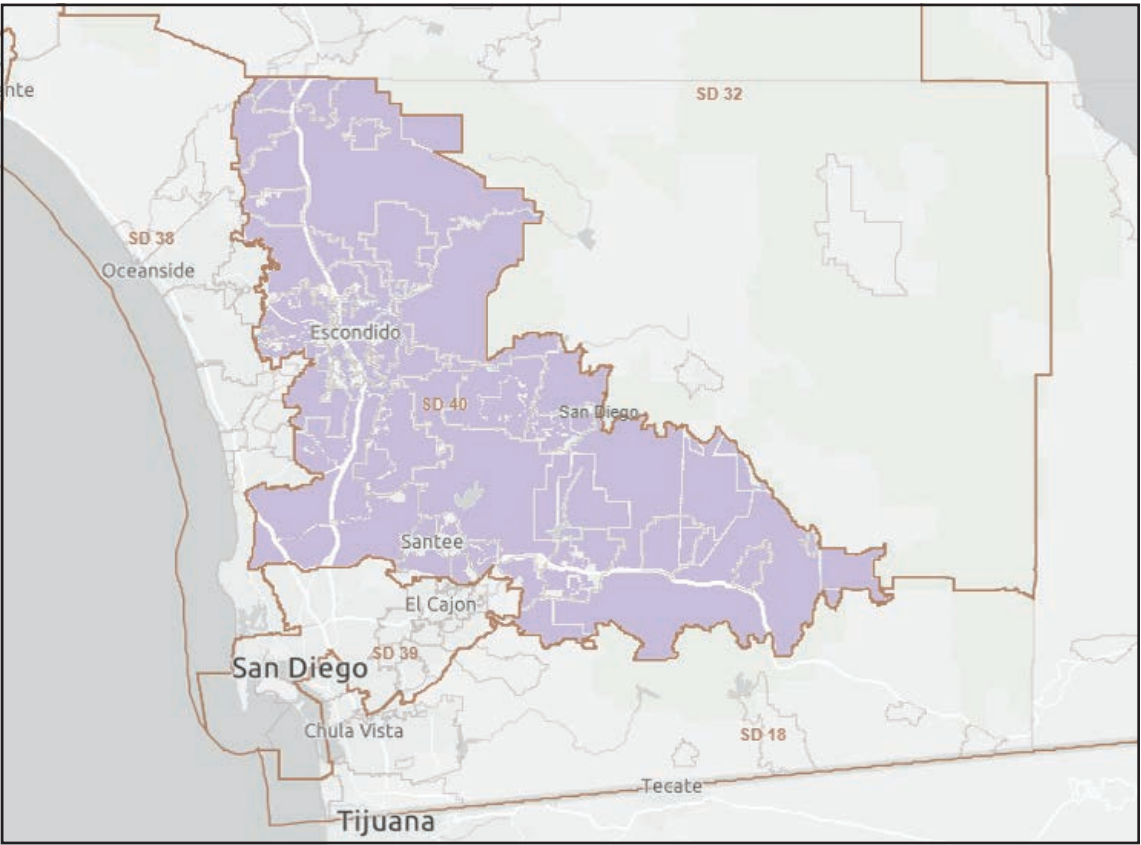 nte
SD 32
SD 38
Oceanside
Escondido
SD 40
San Diego
Santee
El Cajon
SD 39
San Diego
Chula Vista
SD 18
Tecate
Tijuana